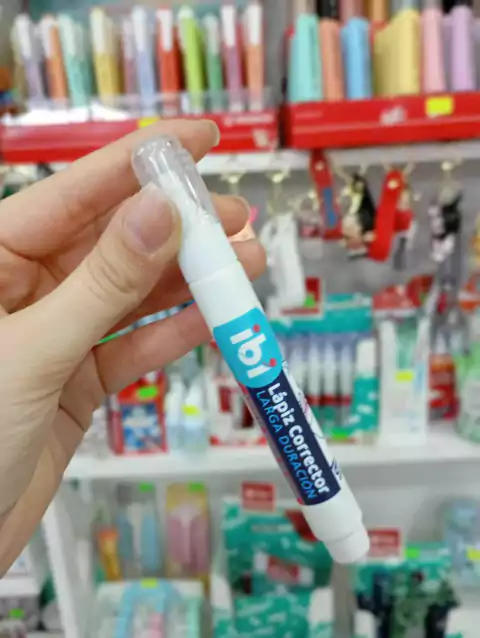 ibi
Lápiz Corrector
LARGA DURACIÓN